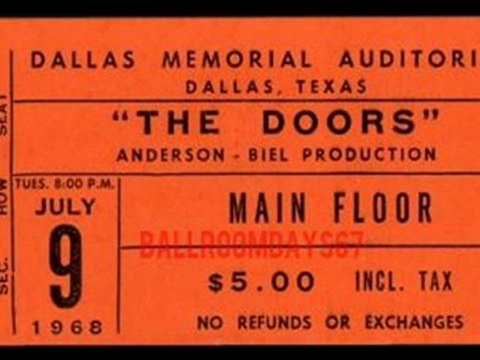 DALLAS MEMORIAL AUDITORI
DALLAS, TEXAS
"THE DOORS"
ANDERSON - BIEL PRODUCTION
SEAT
ROW
SEC.
TUES. 8:00 P.M.
JULY
9
1968
MAIN FLOOR
BALLROOMDAYS67
$5.00 INCL. TAX
NO REFUNDS OR EXCHANGES